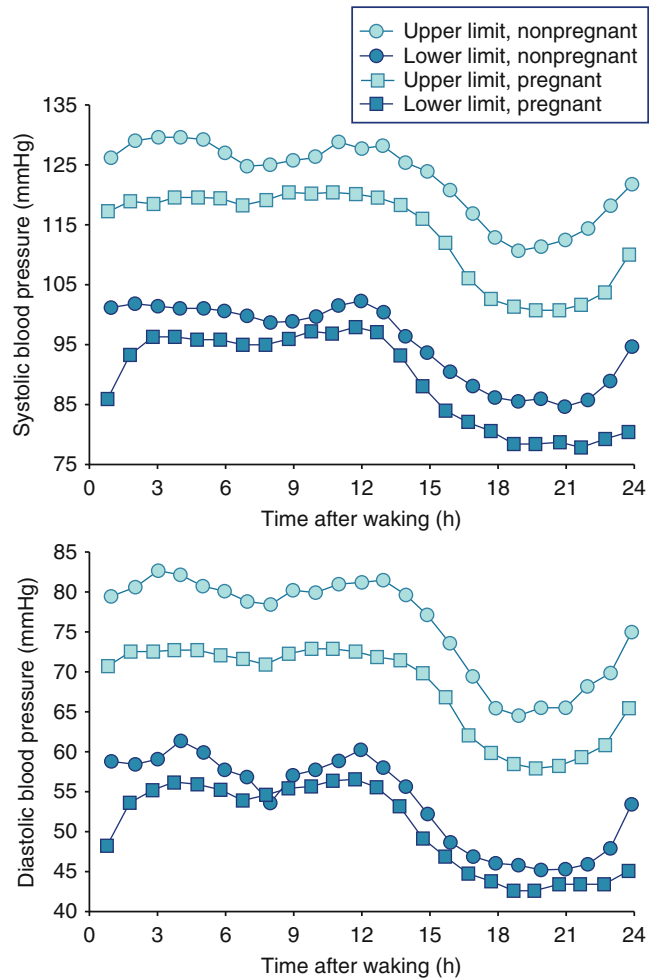 Upper limit, nonpregnant
Lower limit, nonpregnant
Upper limit, pregnant
Lower limit, pregnant
Systolic blood pressure (mmHg)
135
125
115
105
95
85
75
0 3 6 9 12 15 18 21 24
Time after waking (h)
Diastolic blood pressure (mmHg)
85
80
75
70
65
60
55
50
45
40
0 3 6 9 12 15 18 21 24
Time after waking (h)